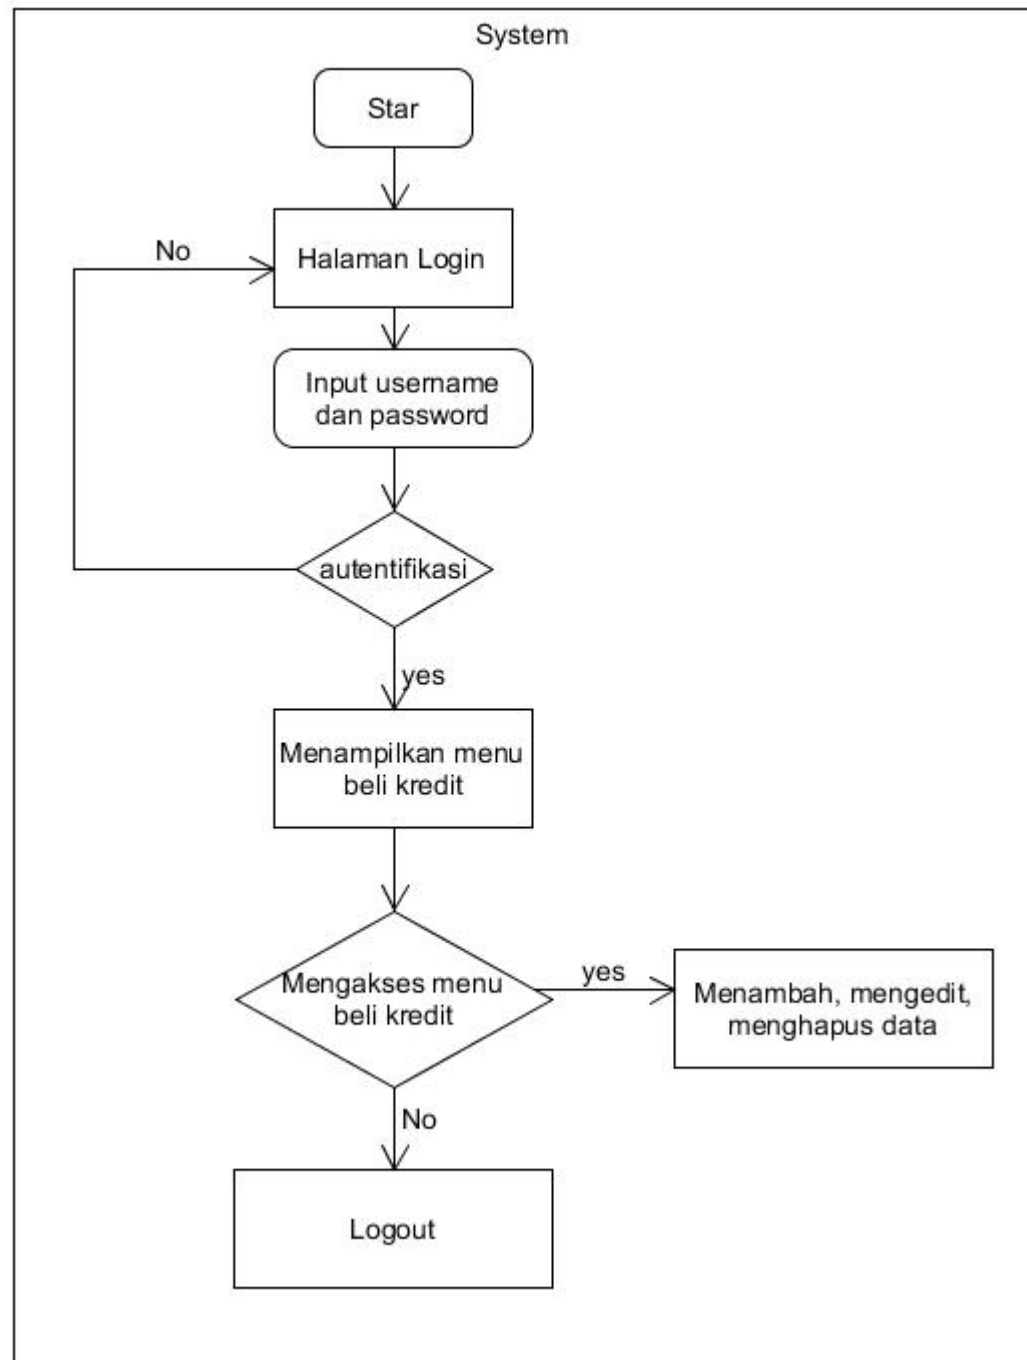 System
Star
No
Halaman Login
Input username
dan password
autentifikasi
yes
Menampilkan menu
beli kredit
Mengakses menu
beli kredit
yes
Menambah, mengedit,
menghapus data
No
Logout